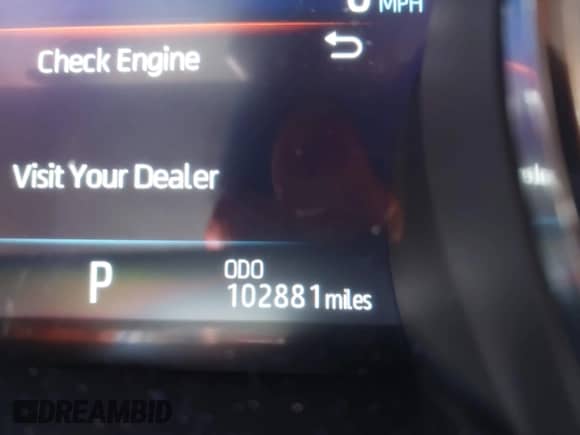 MPH
Check Engine
Visit Your Dealer
P
ODO
102881 miles
DREAMBID